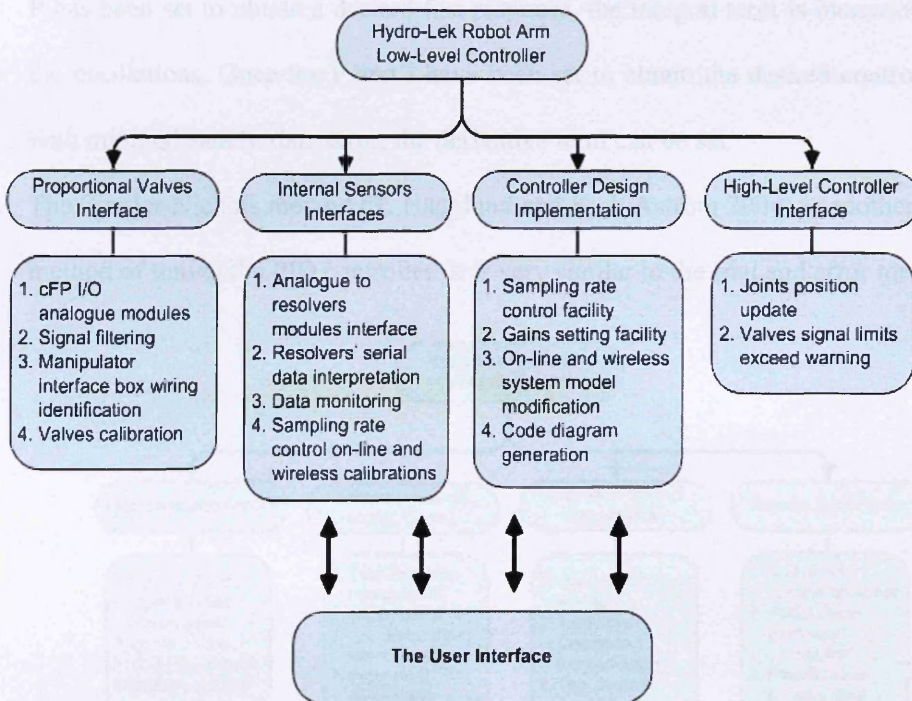 Hydro-Lek Robot Arm
Low-Level Controller
Proportional Valves
Interface
Internal Sensors
Interfaces
Controller Design
Implementation
High-Level Controller
Interface
1. cFP I/O
analogue modules
2. Signal filtering
3. Manipulator
interface box wiring
identification
4. Valves calibration
1. Analogue to
resolvers
modules interface
2. Resolvers' serial
data interpretation
3. Data monitoring
4. Sampling rate
control on-line and
wireless calibrations
1. Sampling rate
control facility
2. Gains setting facility
3. On-line and wireless
system model
modification
4. Code diagram
generation
1. Joints position
update
2. Valves signal limits
exceed warning
The User Interface